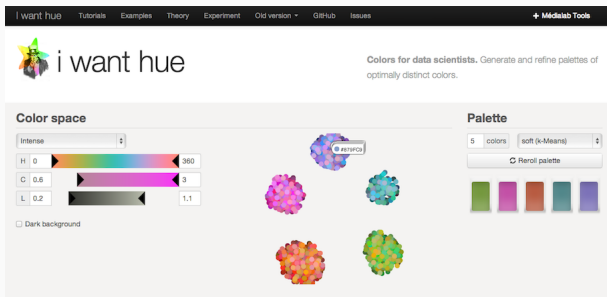 I want hue Tutorials Examples Theory Experiment Old version GitHub Issues + Médialab Tools
i want hue
Colors for data scientists. Generate and refine palettes of
optimally distinct colors.
Color space
Palette
Intense
5 colors soft (k-Means)
H 0 360
Reroll palette
C 0.6 3
L 0.2 1.1
Dark background